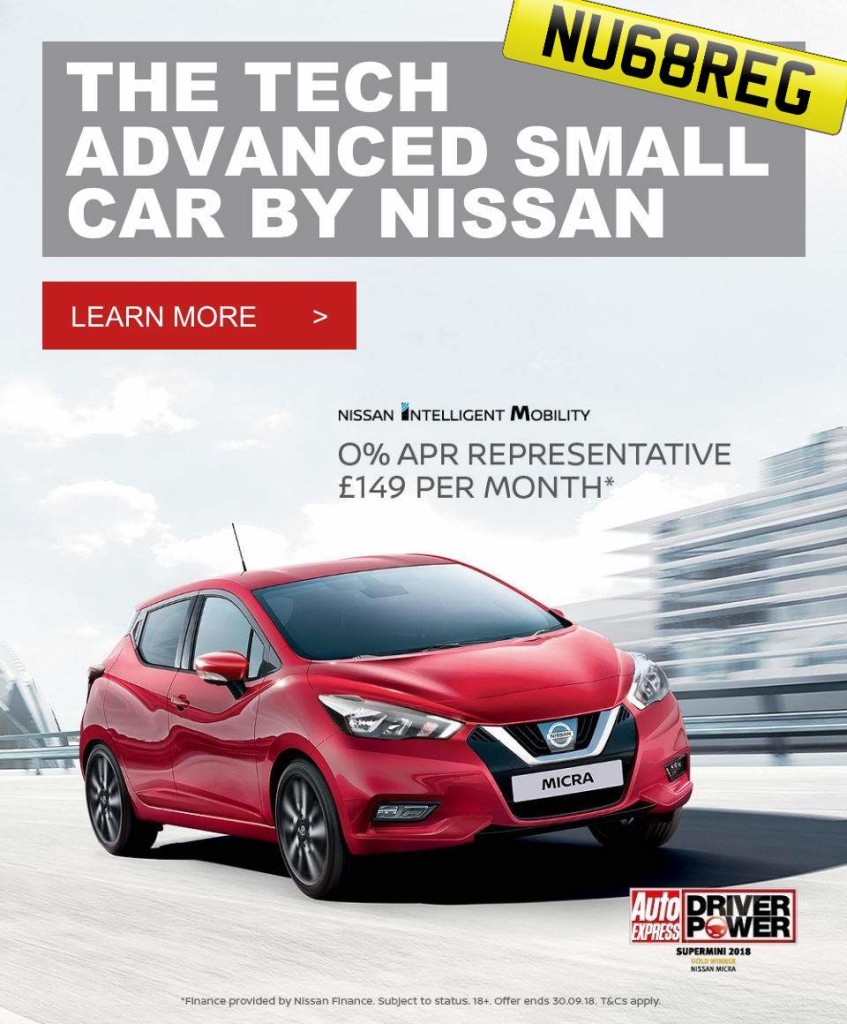 NU68REG
THE TECH
ADVANCED SMALL
CAR BY NISSAN
LEARN MORE >
NISSAN INTELLIGENT MOBILITY
0% APR REPRESENTATIVE
£149 PER MONTH*
NISSAN
MICRA
Auto
EXPRESS
DRIVER
POWER
SUPERMINI 2018
GOLD WINNER
NISSAN MICRA
*Finance provided by Nissan Finance. Subject to status. 18+. Offer ends 30.09.18. T&Cs apply.